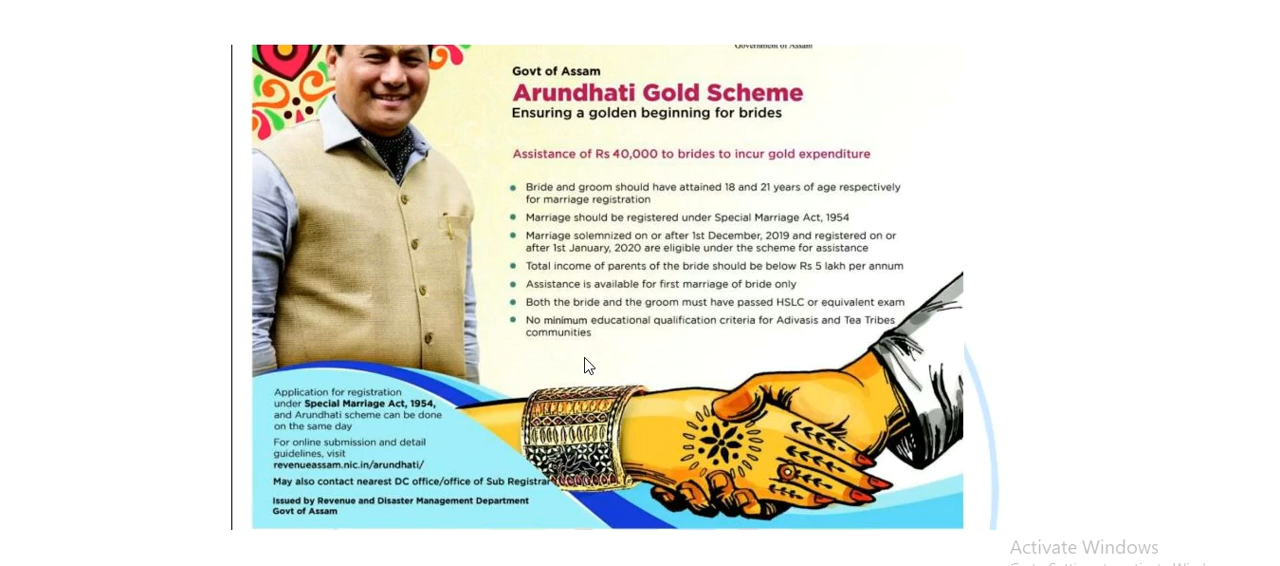 Government of Assam
Govt of Assam
Arundhati Gold Scheme
Ensuring a golden beginning for brides
Assistance of Rs 40,000 to brides to incur gold expenditure
• Bride and groom should have attained 18 and 21 years of age respectively
for marriage registration
• Marriage should be registered under Special Marriage Act, 1954
• Marriage solemnized on or after 1st December, 2019 and registered on or
after 1st January, 2020 are eligible under the scheme for assistance
• Total income of parents of the bride should be below Rs 5 lakh per annum
• Assistance is available for first marriage of bride only
• Both the bride and the groom must have passed HSLC or equivalent exam
• No minimum educational qualification criteria for Adivasis and Tea Tribes
communities
Application for registration
under Special Marriage Act, 1954,
and Arundhati scheme can be done
on the same day
For online submission and detail
guidelines, visit
revenueassam.nic.in/arundhati/
May also contact nearest DC office/office of Sub Registrar
Issued by Revenue and Disaster Management Department
Govt of Assam
Activate Windows